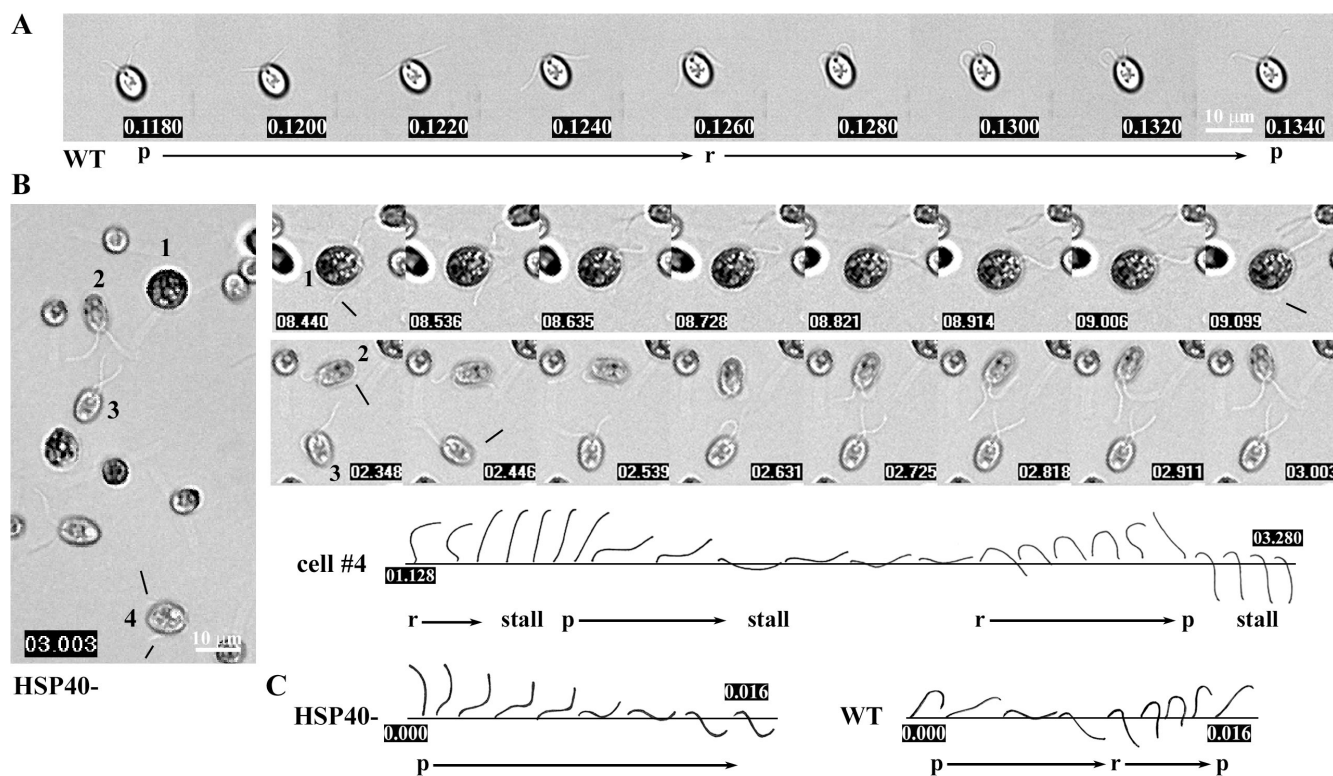 A
0.1180 0.1200 0.1220 0.1240 0.1260 0.1280 0.1300 0.1320 0.1340
10 μm
WT p r p
B
1
2
3
4
03.003
10 μm
HSP40-
1
08.440 08.536 08.635 08.728 08.821 08.914 09.006 09.099
2
3
02.348 02.446 02.539 02.631 02.725 02.818 02.911 03.003
cell #4
01.128
03.280
r stall p stall r p stall
C
HSP40-
0.000
0.016
p
WT
0.000
0.016
p r p